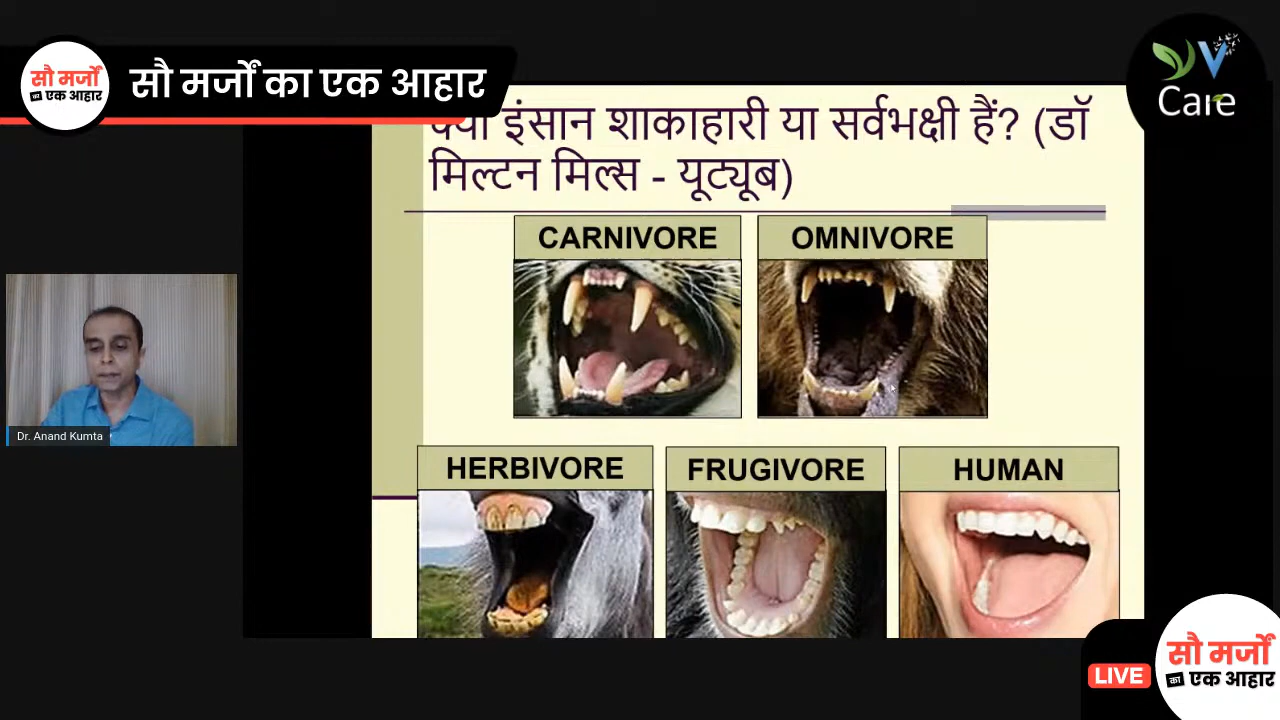 सौ मर्जों
का एक आहार
सौ मर्जों का एक आहार
V
Care
क्या इंसान शाकाहारी या सर्वभक्षी हैं? (डॉ
मिल्टन मिल्स - यूट्यूब)
CARNIVORE
OMNIVORE
Dr. Anand Kumta
HERBIVORE
FRUGIVORE
HUMAN
LIVE
सौ मर्जों
का एक आहार